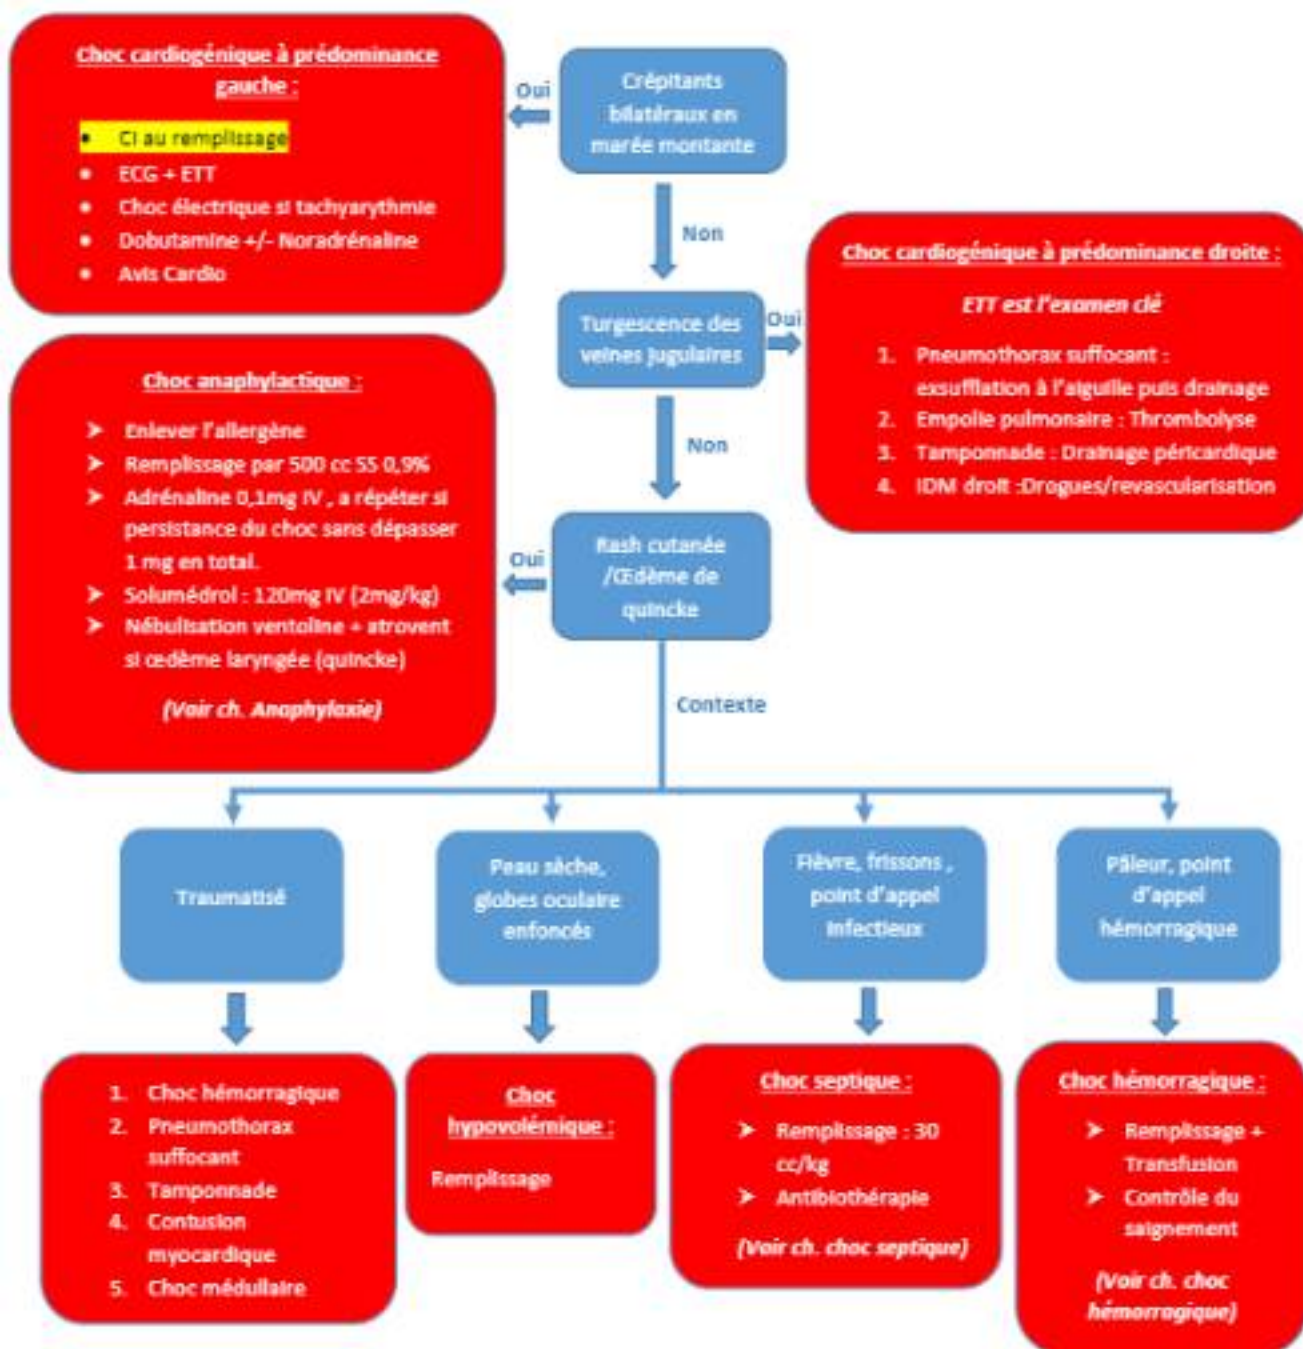 Choc cardiogénique à prédominance
gauche :
• CI au remplissage
• ECG + ETT
• Choc électrique si tachyarythmie
• Dobutamine +/- Noradrénaline
• Avis Cardio
Oui
Crépitants
bilatéraux en
marée montante
Non
Turgescence des
veines jugulaires
Oui
Choc cardiogénique à prédominance droite :
ETT est l'examen clé
1. Pneumothorax suffocant :
exsufflation à l'aiguille puis drainage
2. Empolie pulmonaire : Thrombolyse
3. Tamponnade : Drainage péricardique
4. IDM droit :Drogues/revascularisation
Non
Choc anaphylactique :
➤ Enlever l'allergène
➤ Remplissage par 500 cc SS 0,9%
➤ Adrénaline 0,1mg IV , a répéter si
persistance du choc sans dépasser
1 mg en total.
➤ Solumédrol : 120mg IV (2mg/kg)
➤ Nébulisation ventoline + atrovent
si œdème laryngée (quincke)
(Voir ch. Anaphylaxie)
Oui
Rash cutanée
/Œdème de
quincke
Contexte
Traumatisé
Peau sèche,
globes oculaire
enfoncés
Fièvre, frissons ,
point d'appel
infectieux
Pâleur, point
d'appel
hémorragique
1. Choc hémorragique
2. Pneumothorax
suffocant
3. Tamponnade
4. Contusion
myocardique
5. Choc médullaire
Choc
hypovolémique :
Remplissage
Choc septique :
➤ Remplissage : 30
cc/kg
➤ Antibiothérapie
(Voir ch. choc septique)
Choc hémorragique :
➤ Remplissage +
Transfusion
➤ Contrôle du
saignement
(Voir ch. choc
hémorragique)